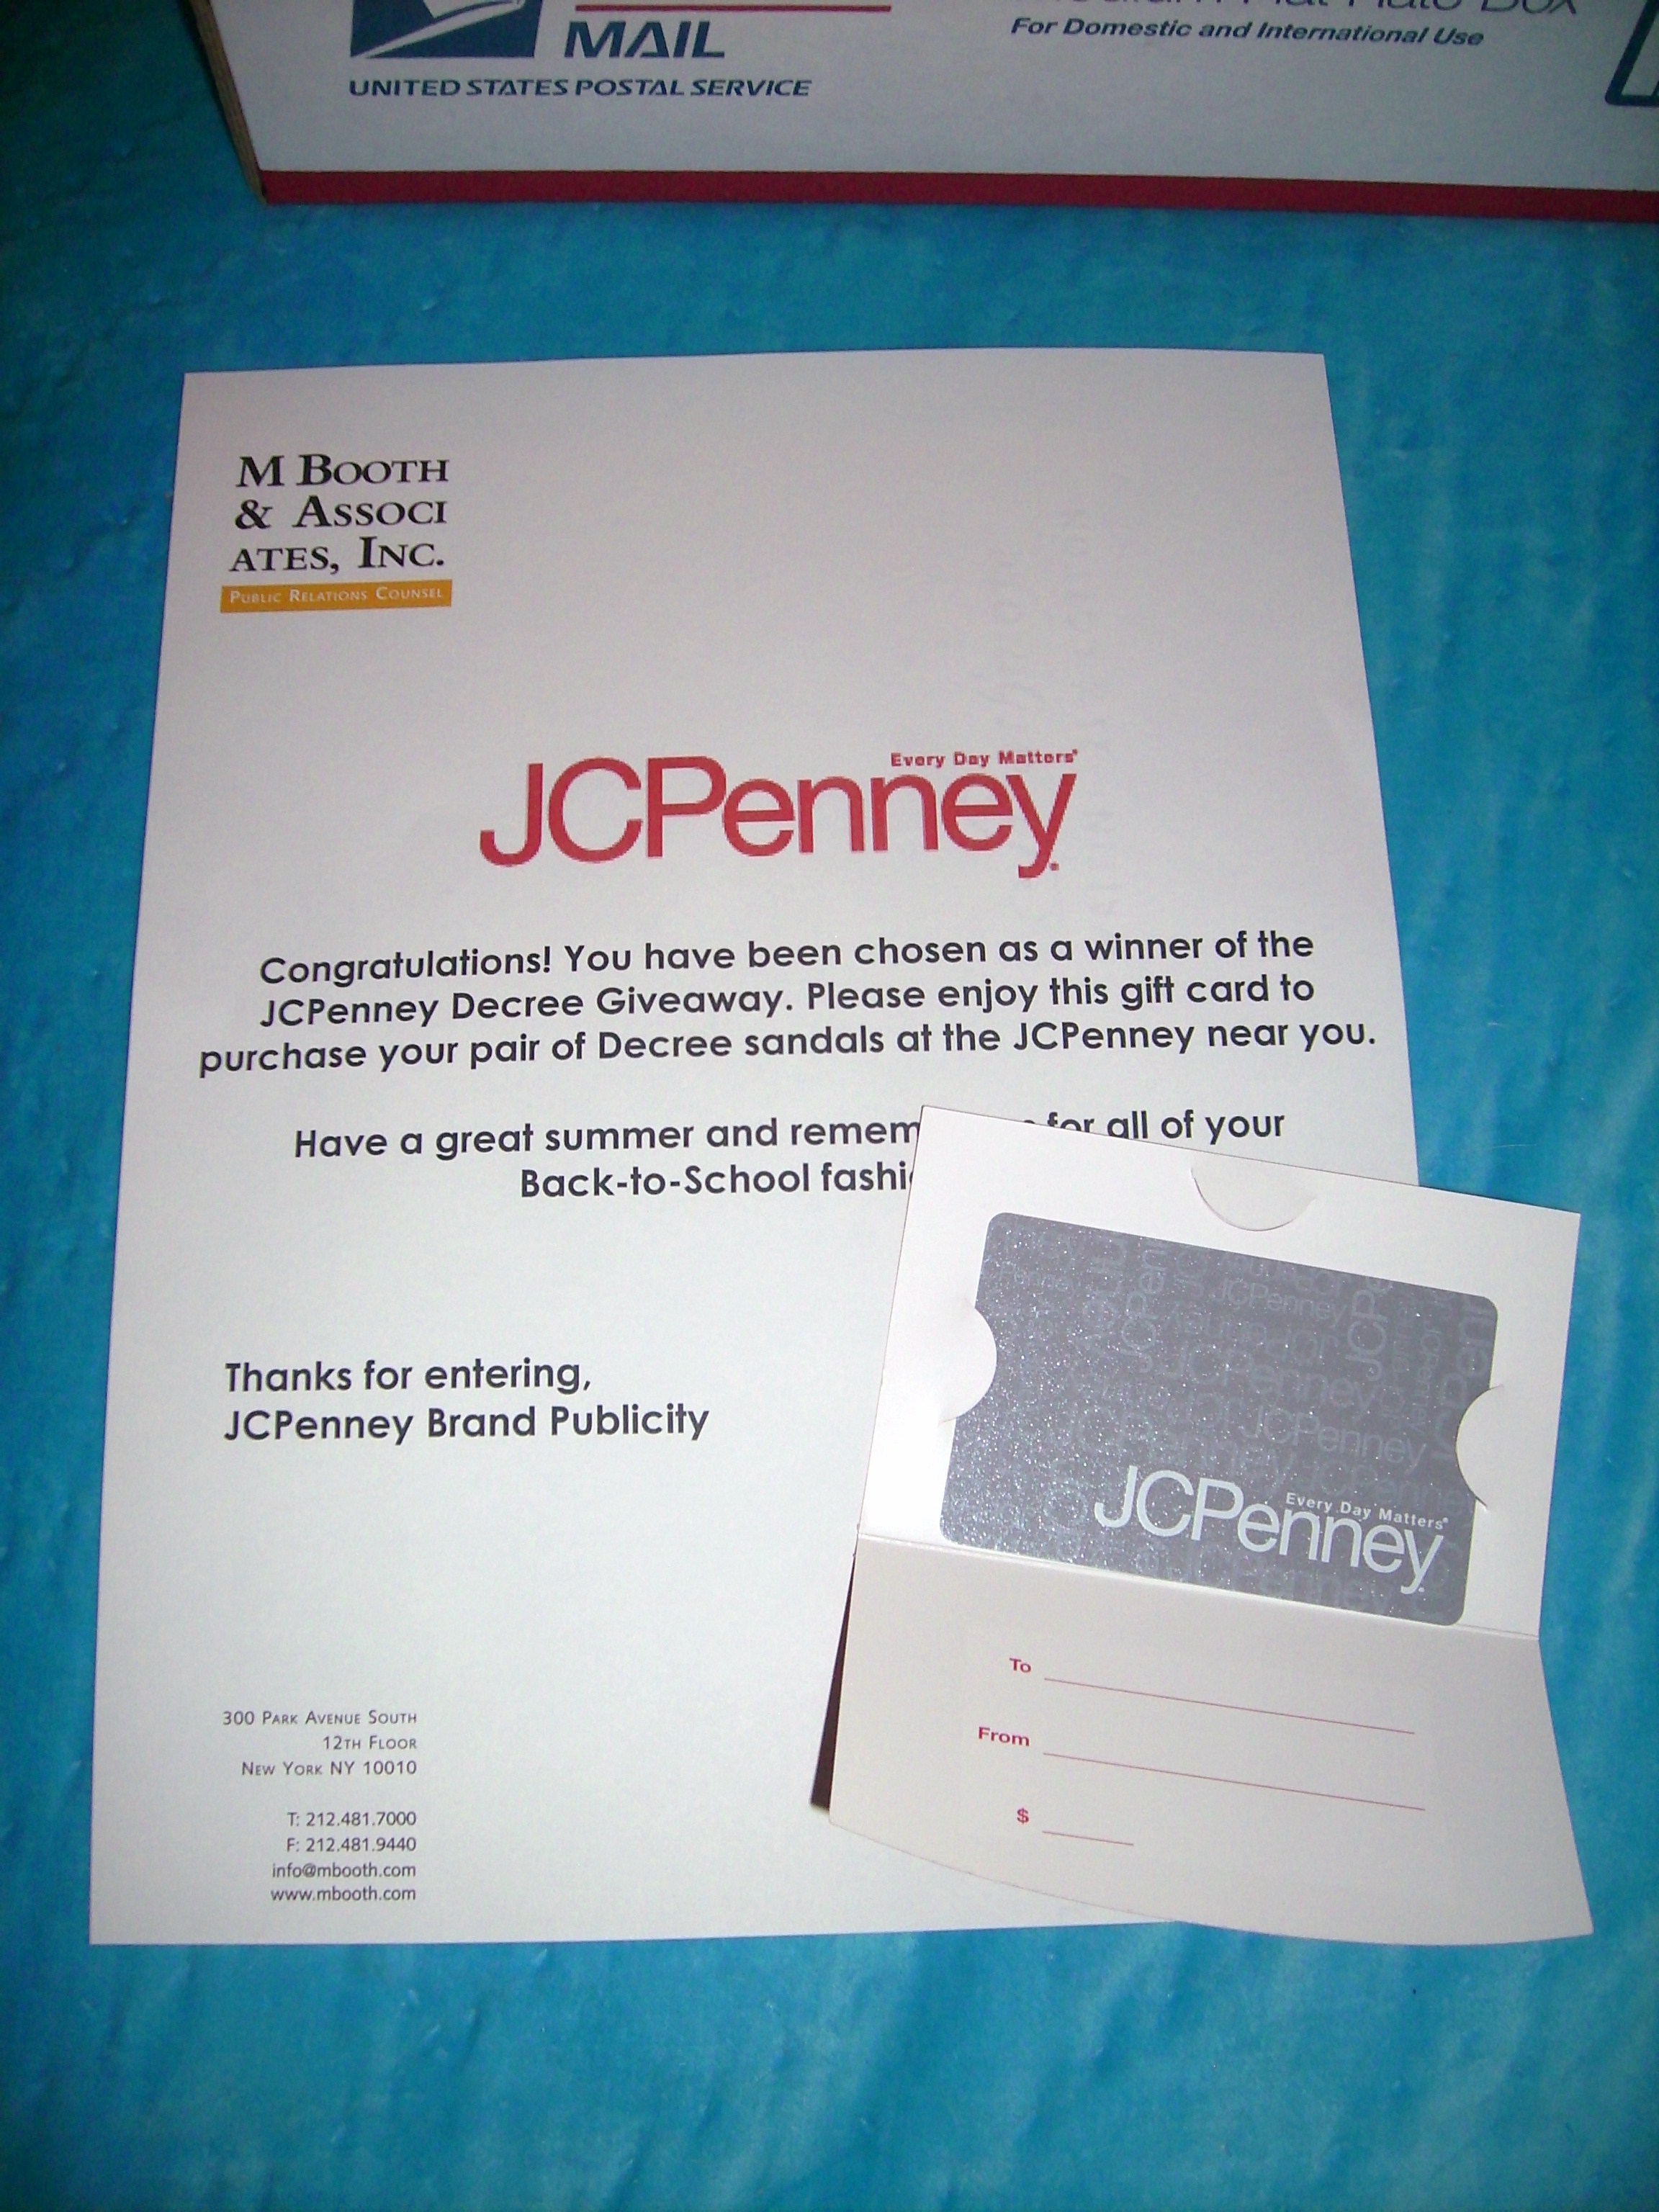 MAIL
UNITED STATES POSTAL SERVICE
For Domestic and International Use
M BOOTH
& ASSOCI
ATES, INC.
PUBLIC RELATIONS COUNSEL
Every Day Matters®
JCPenney
Congratulations! You have been chosen as a winner of the
JCPenney Decree Giveaway. Please enjoy this gift card to
purchase your pair of Decree sandals at the JCPenney near you.
Have a great summer and for all of your
Back-to-School
Thanks for entering,
JCPenney Brand Publicity
300 PARK AVENUE SOUTH
12TH FLOOR
NEW YORK NY 10010
T: 212.481.7000
F: 212.481.9440
info@mbooth.com
www.mbooth.com
JCPenney
JCPenney
JCPenney
Every Day Matters®
JCPenney
To
From
$